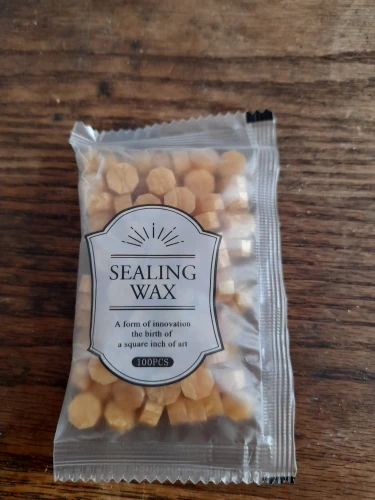 SEALING
WAX
A form of innovation
the birth of
a square inch of art
100PCS